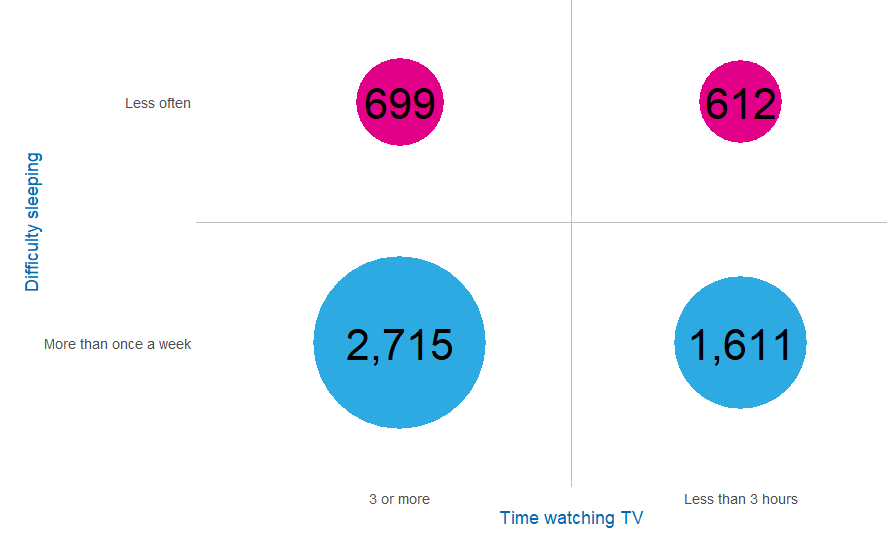 Less often
699
612
Difficulty sleeping
More than once a week
2,715
1,611
3 or more
Less than 3 hours
Time watching TV